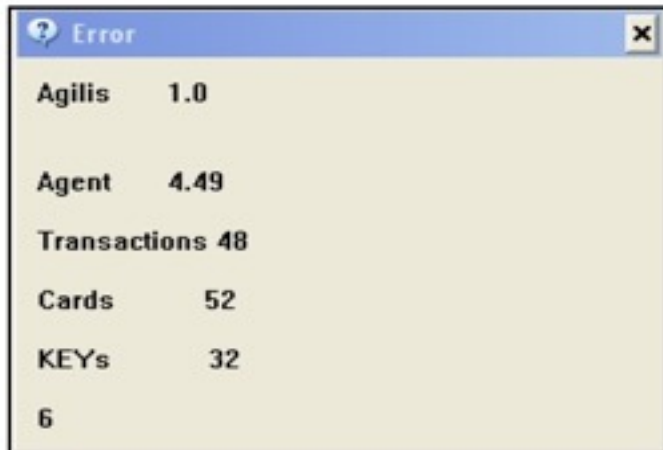 Error
Agilis 1.0
Agent 4.49
Transactions 48
Cards 52
KEYs 32
6